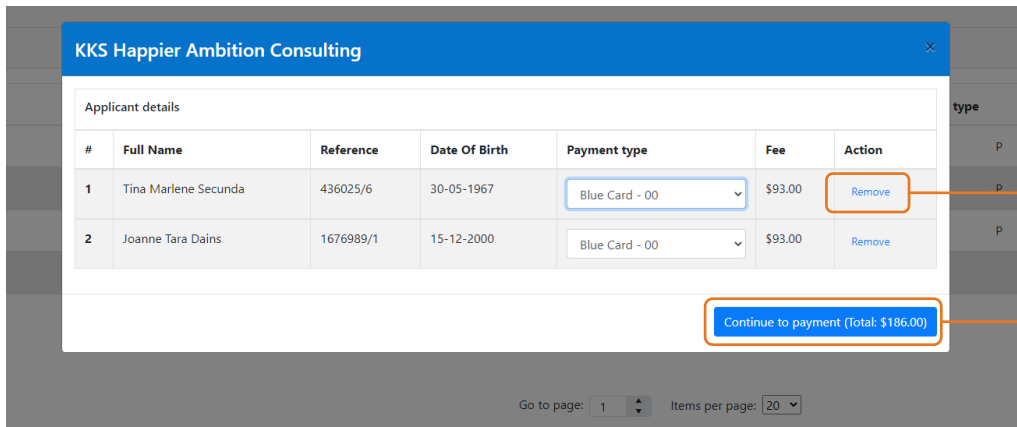 KKS Happier Ambition Consulting ×
Applicant details
type
# Full Name Reference Date Of Birth Payment type Fee Action
P
1 Tina Marlene Secunda 436025/6 30-05-1967 Blue Card - 00 $93.00 Remove
P
2 Joanne Tara Dains 1676989/1 15-12-2000 Blue Card - 00 $93.00 Remove
P
Continue to payment (Total: $186.00)
Go to page: 1 Items per page: 20